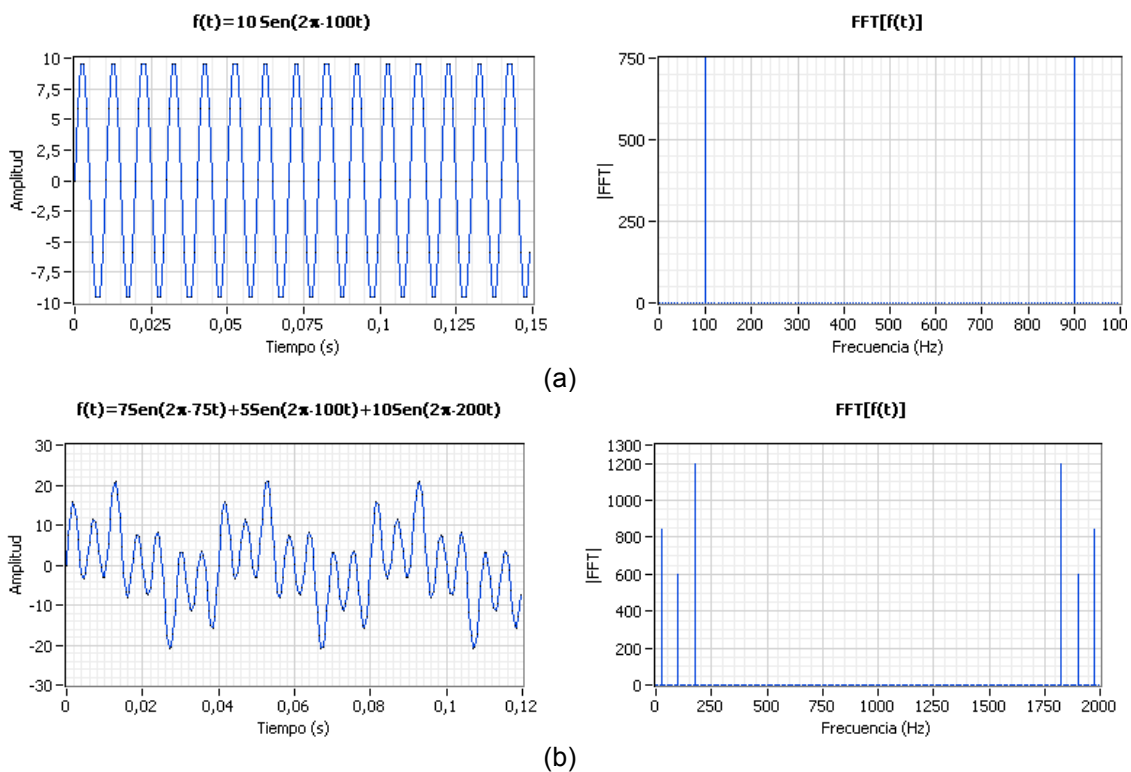 f(t)=10 Sen(2π·100t)
FFT[f(t)]
10
7,5
5
2,5
0
-2,5
-5
-7,5
-10
Amplitud
0 0,025 0,05 0,075 0,1 0,125 0,15
Tiempo (s)
750
500
250
0
|FFT|
0 100 200 300 400 500 600 700 800 900 100
Frecuencia (Hz)
(a)
f(t)=7Sen(2π·75t)+5Sen(2π·100t)+10Sen(2π·200t)
FFT[f(t)]
30
20
10
0
-10
-20
-30
Amplitud
0 0,02 0,04 0,06 0,08 0,1 0,12
Tiempo (s)
1300
1200
1000
800
600
400
200
0
|FFT|
0 250 500 750 1000 1250 1500 1750 2000
Frecuencia (Hz)
(b)